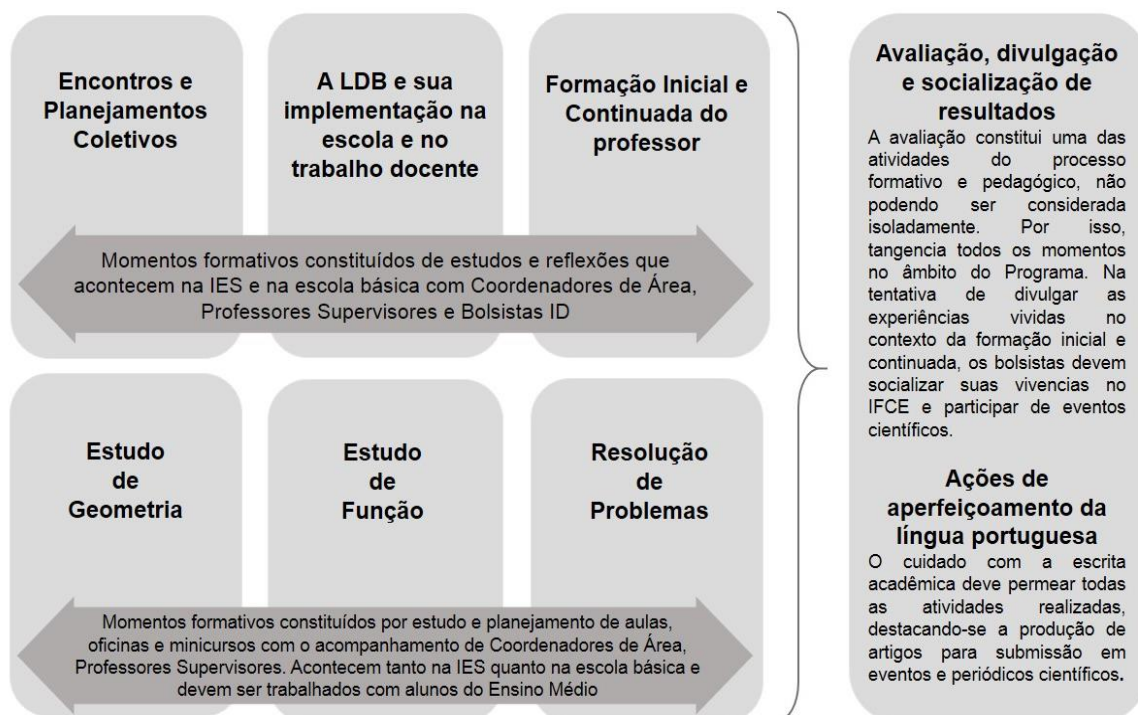 Encontros e
Planejamentos
Coletivos
A LDB e sua
implementação na
escola e no
trabalho docente
Formação Inicial e
Continuada do
professor
Momentos formativos constituídos de estudos e reflexões que
acontecem na IES e na escola básica com Coordenadores de Área,
Professores Supervisores e Bolsistas ID
Estudo
de
Geometria
Estudo
de
Função
Resolução
de
Problemas
Momentos formativos constituídos por estudo e planejamento de aulas,
oficinas e minicursos com o acompanhamento de Coordenadores de Área,
Professores Supervisores. Acontecem tanto na IES quanto na escola básica e
devem ser trabalhados com alunos do Ensino Médio
Avaliação, divulgação
e socialização de
resultados
A avaliação constitui uma das
atividades do processo
formativo e pedagógico, não
podendo ser considerada
isoladamente. Por isso,
tangencia todos os momentos
no âmbito do Programa. Na
tentativa de divulgar as
experiências vividas no
contexto da formação inicial e
continuada, os bolsistas devem
socializar suas vivencias no
IFCE e participar de eventos
científicos.
Ações de
aperfeiçoamento da
língua portuguesa
O cuidado com a escrita
acadêmica deve permear todas
as atividades realizadas,
destacando-se a produção de
artigos para submissão em
eventos e periódicos científicos.